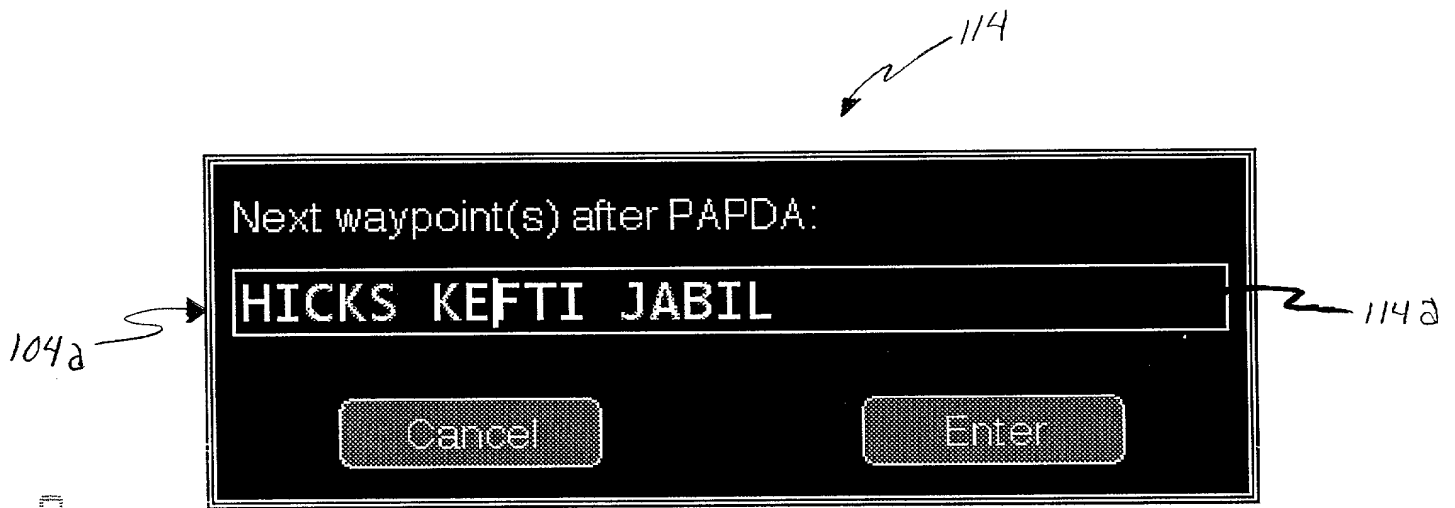 114
Next waypoint(s) after PAPDA:
HICKS KEFTI JABIL
104a
114a
Cancel
Enter